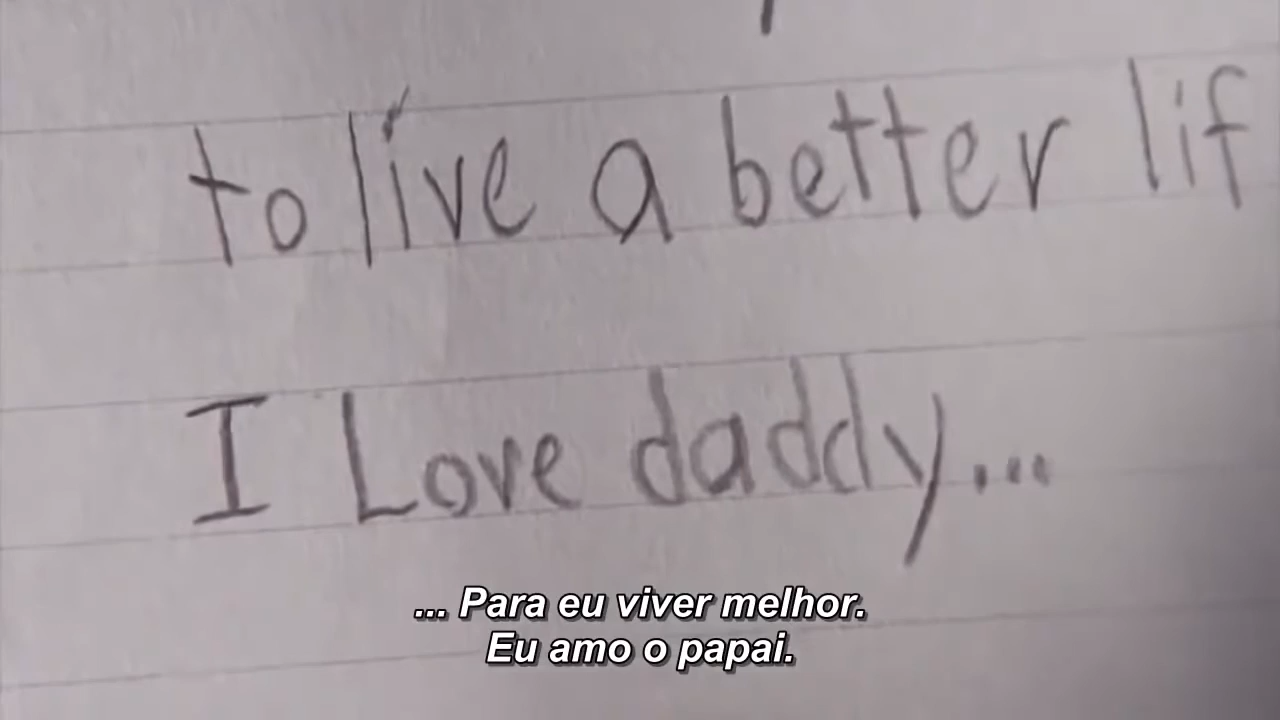 to live a better lif
I Love daddy...
... Para eu viver melhor.
Eu amo o papai.